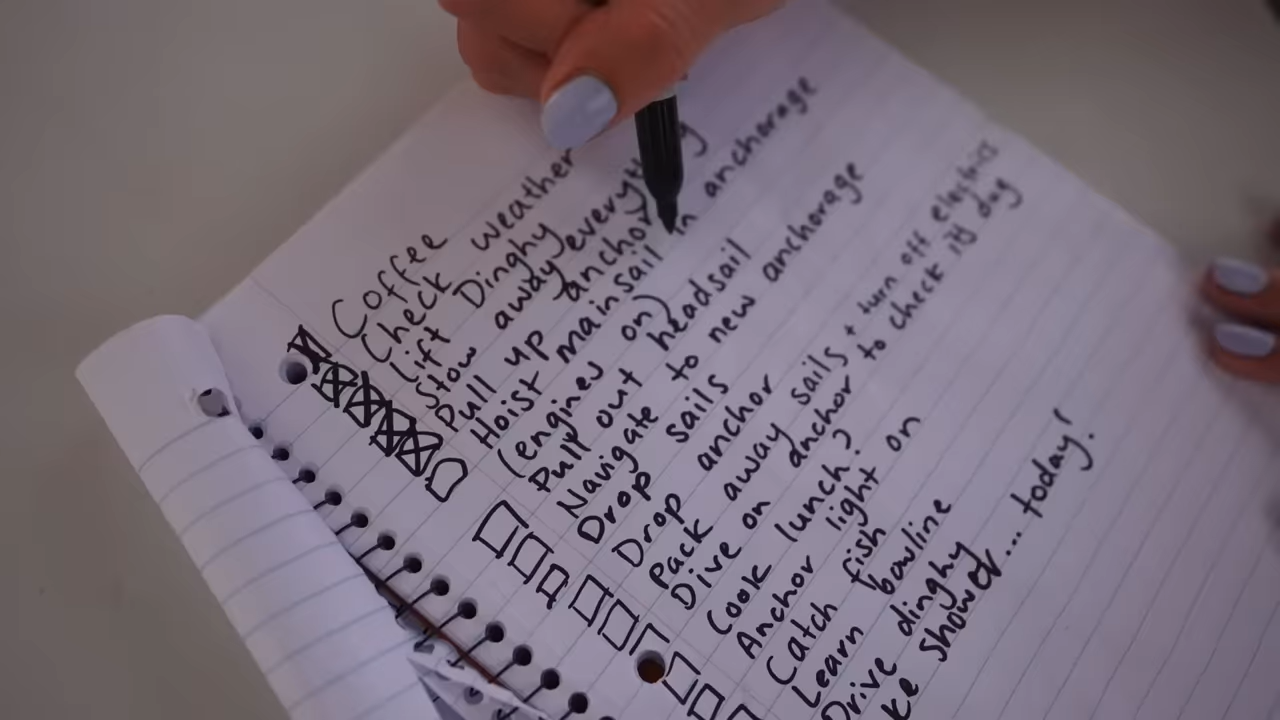 Coffee
Check weather
Lift Dinghy
Stow away everything
Pull up anchor
Hoist mainsail in anchorage
(engines on)
Pull out headsail
Navigate to new anchorage
Drop sails
Drop anchor
Pack away sails + turn off electrics
Dive on anchor to check it's dug
Cook lunch?
Anchor light on
Catch fish
Learn bowline
Drive dinghy
shower.... today!